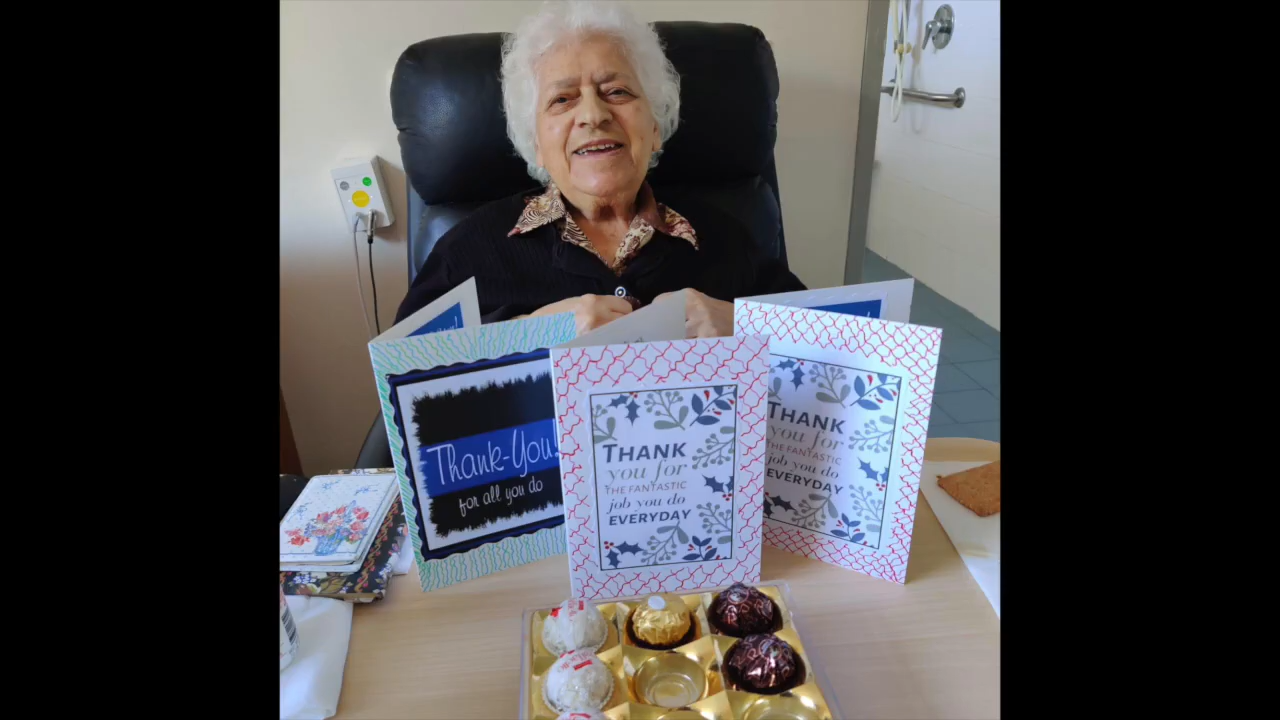 Thank-You!
for all you do
THANK
you for
THE FANTASTIC
job you do
EVERYDAY
THANK
you for
THE FANTASTIC
job you do
EVERYDAY